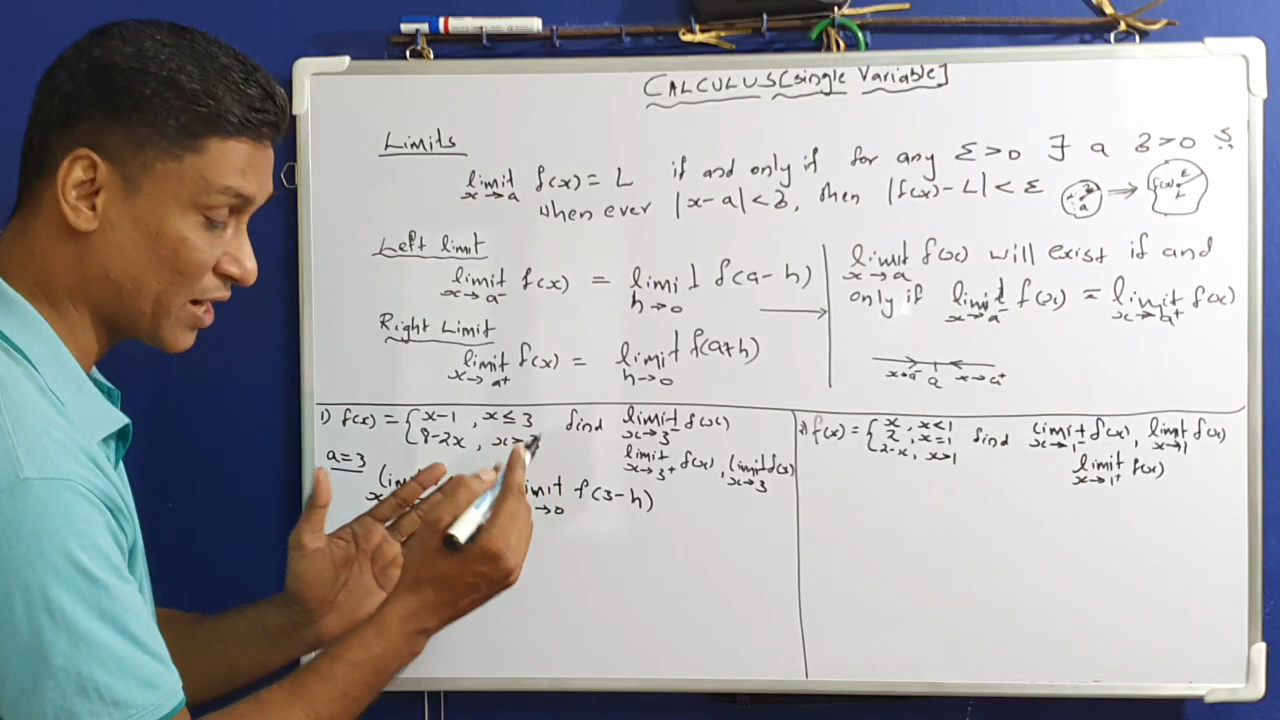 CALCULUS [Single Variable]
Limits
limit x→a f(x) = L if and only if for any Ɛ>0 ∃ a δ>0 S:
when ever |x-a|<δ, then |f(x)-L|<Ɛ
Left limit
limit x→a⁻ f(x) = limit h→0 f(a-h)
Right Limit
limit x→a⁺ f(x) = limit h→0 f(a+h)
limit x→a f(x) will exist if and
only if limit x→a⁻ f(x) = limit x→a⁺ f(x)
x→a⁻ a x→a⁺
1) f(x) = { x-1, x≤3 find limit x→3⁻ f(x)
8-2x, x>3
limit x→3⁺ f(x), limit x→3 f(x)
a=3
limit h→0 f(3-h)
2) f(x) = { x, x<1
2, x=1 find limit x→1⁻ f(x), limit x→1 f(x)
2-x, x>1
limit x→1⁺ f(x)